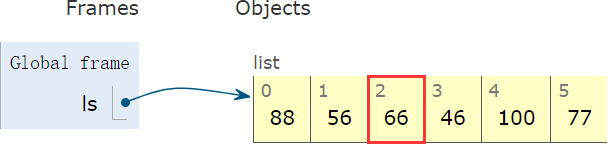 Frames Objects
Global frame
ls
list
0 1 2 3 4 5
88 56 66 46 100 77